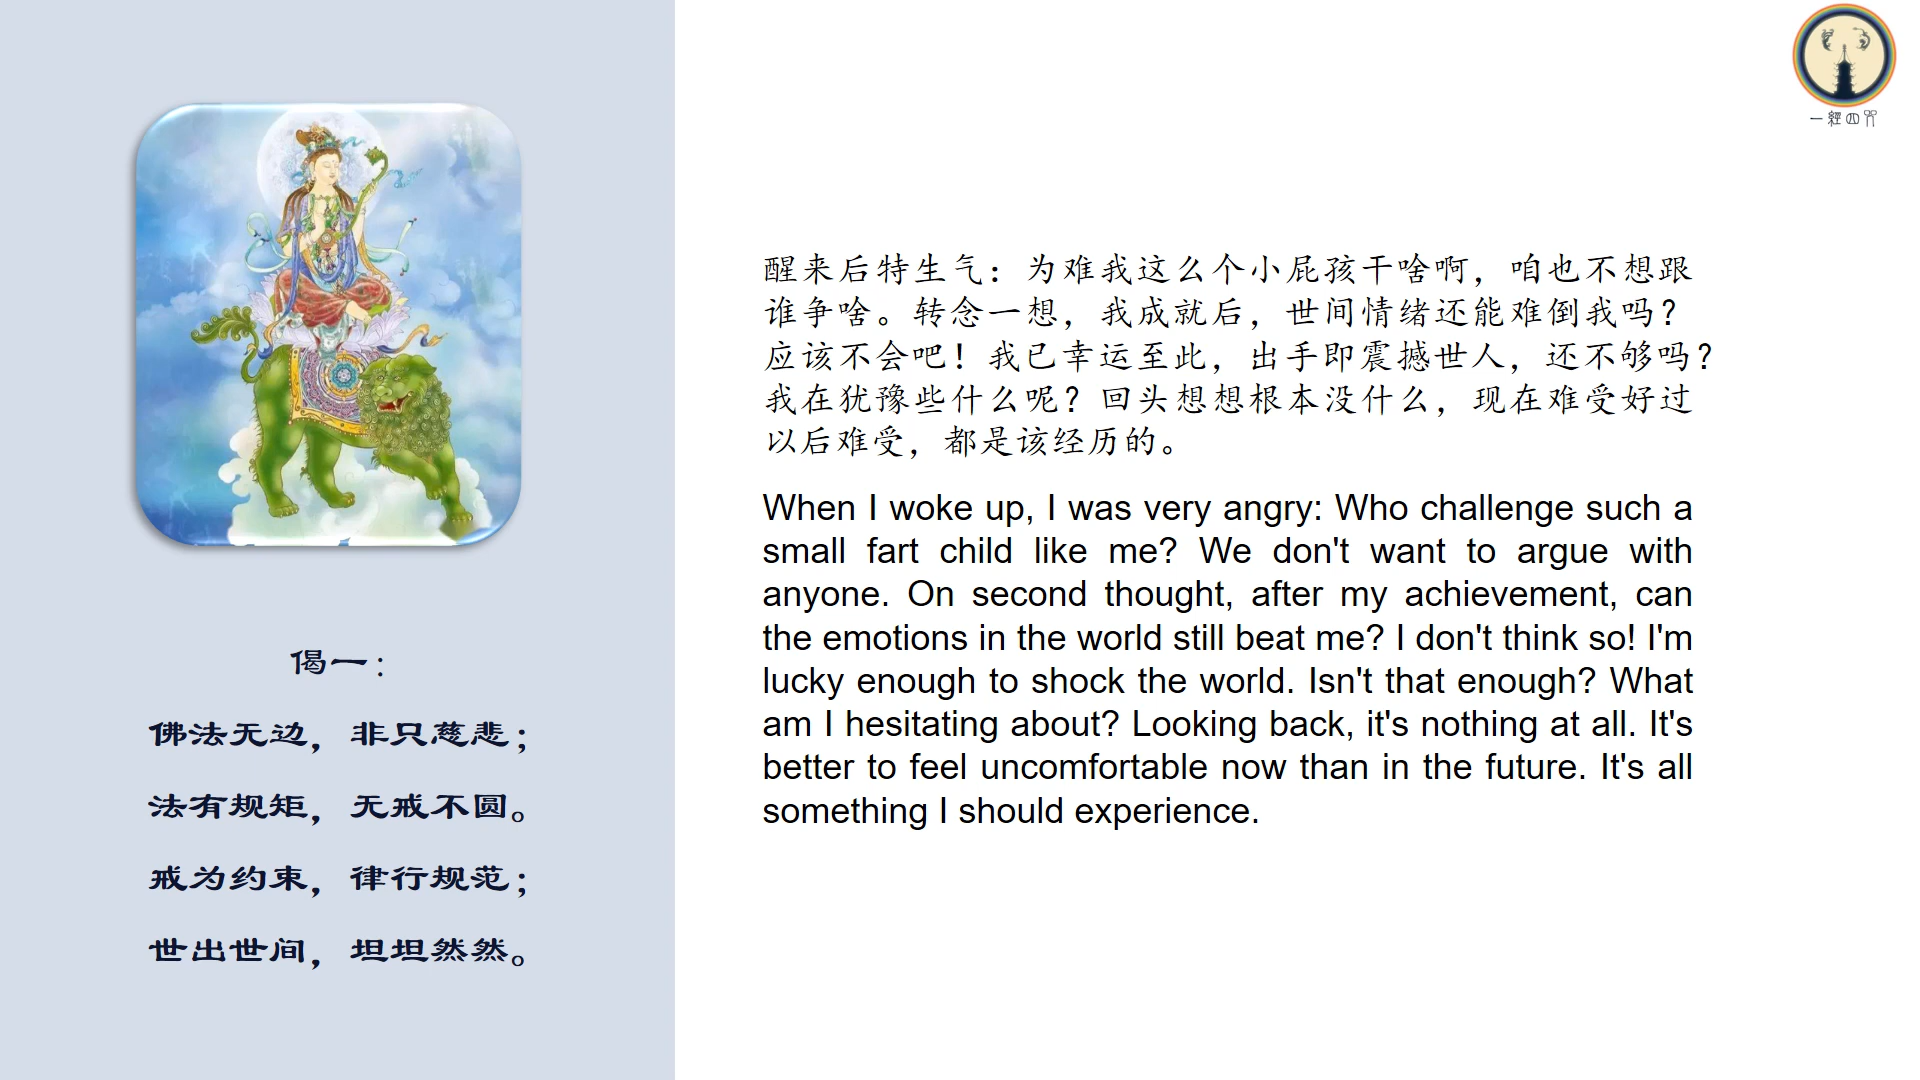 偈一：
佛法无边，非只慈悲；
法有规矩，无戒不圆。
戒为约束，律行规范；
世出世间，坦坦然然。
一經四咒
醒来后特生气：为难我这么个小屁孩干啥啊，咱也不想跟
谁争啥。转念一想，我成就后，世间情绪还能难倒我吗？
应该不会吧！我已幸运至此，出手即震撼世人，还不够吗？
我在犹豫些什么呢？回头想想根本没什么，现在难受好过
以后难受，都是该经历的。
When I woke up, I was very angry: Who challenge such a
small fart child like me? We don't want to argue with
anyone. On second thought, after my achievement, can
the emotions in the world still beat me? I don't think so! I'm
lucky enough to shock the world. Isn't that enough? What
am I hesitating about? Looking back, it's nothing at all. It's
better to feel uncomfortable now than in the future. It's all
something I should experience.